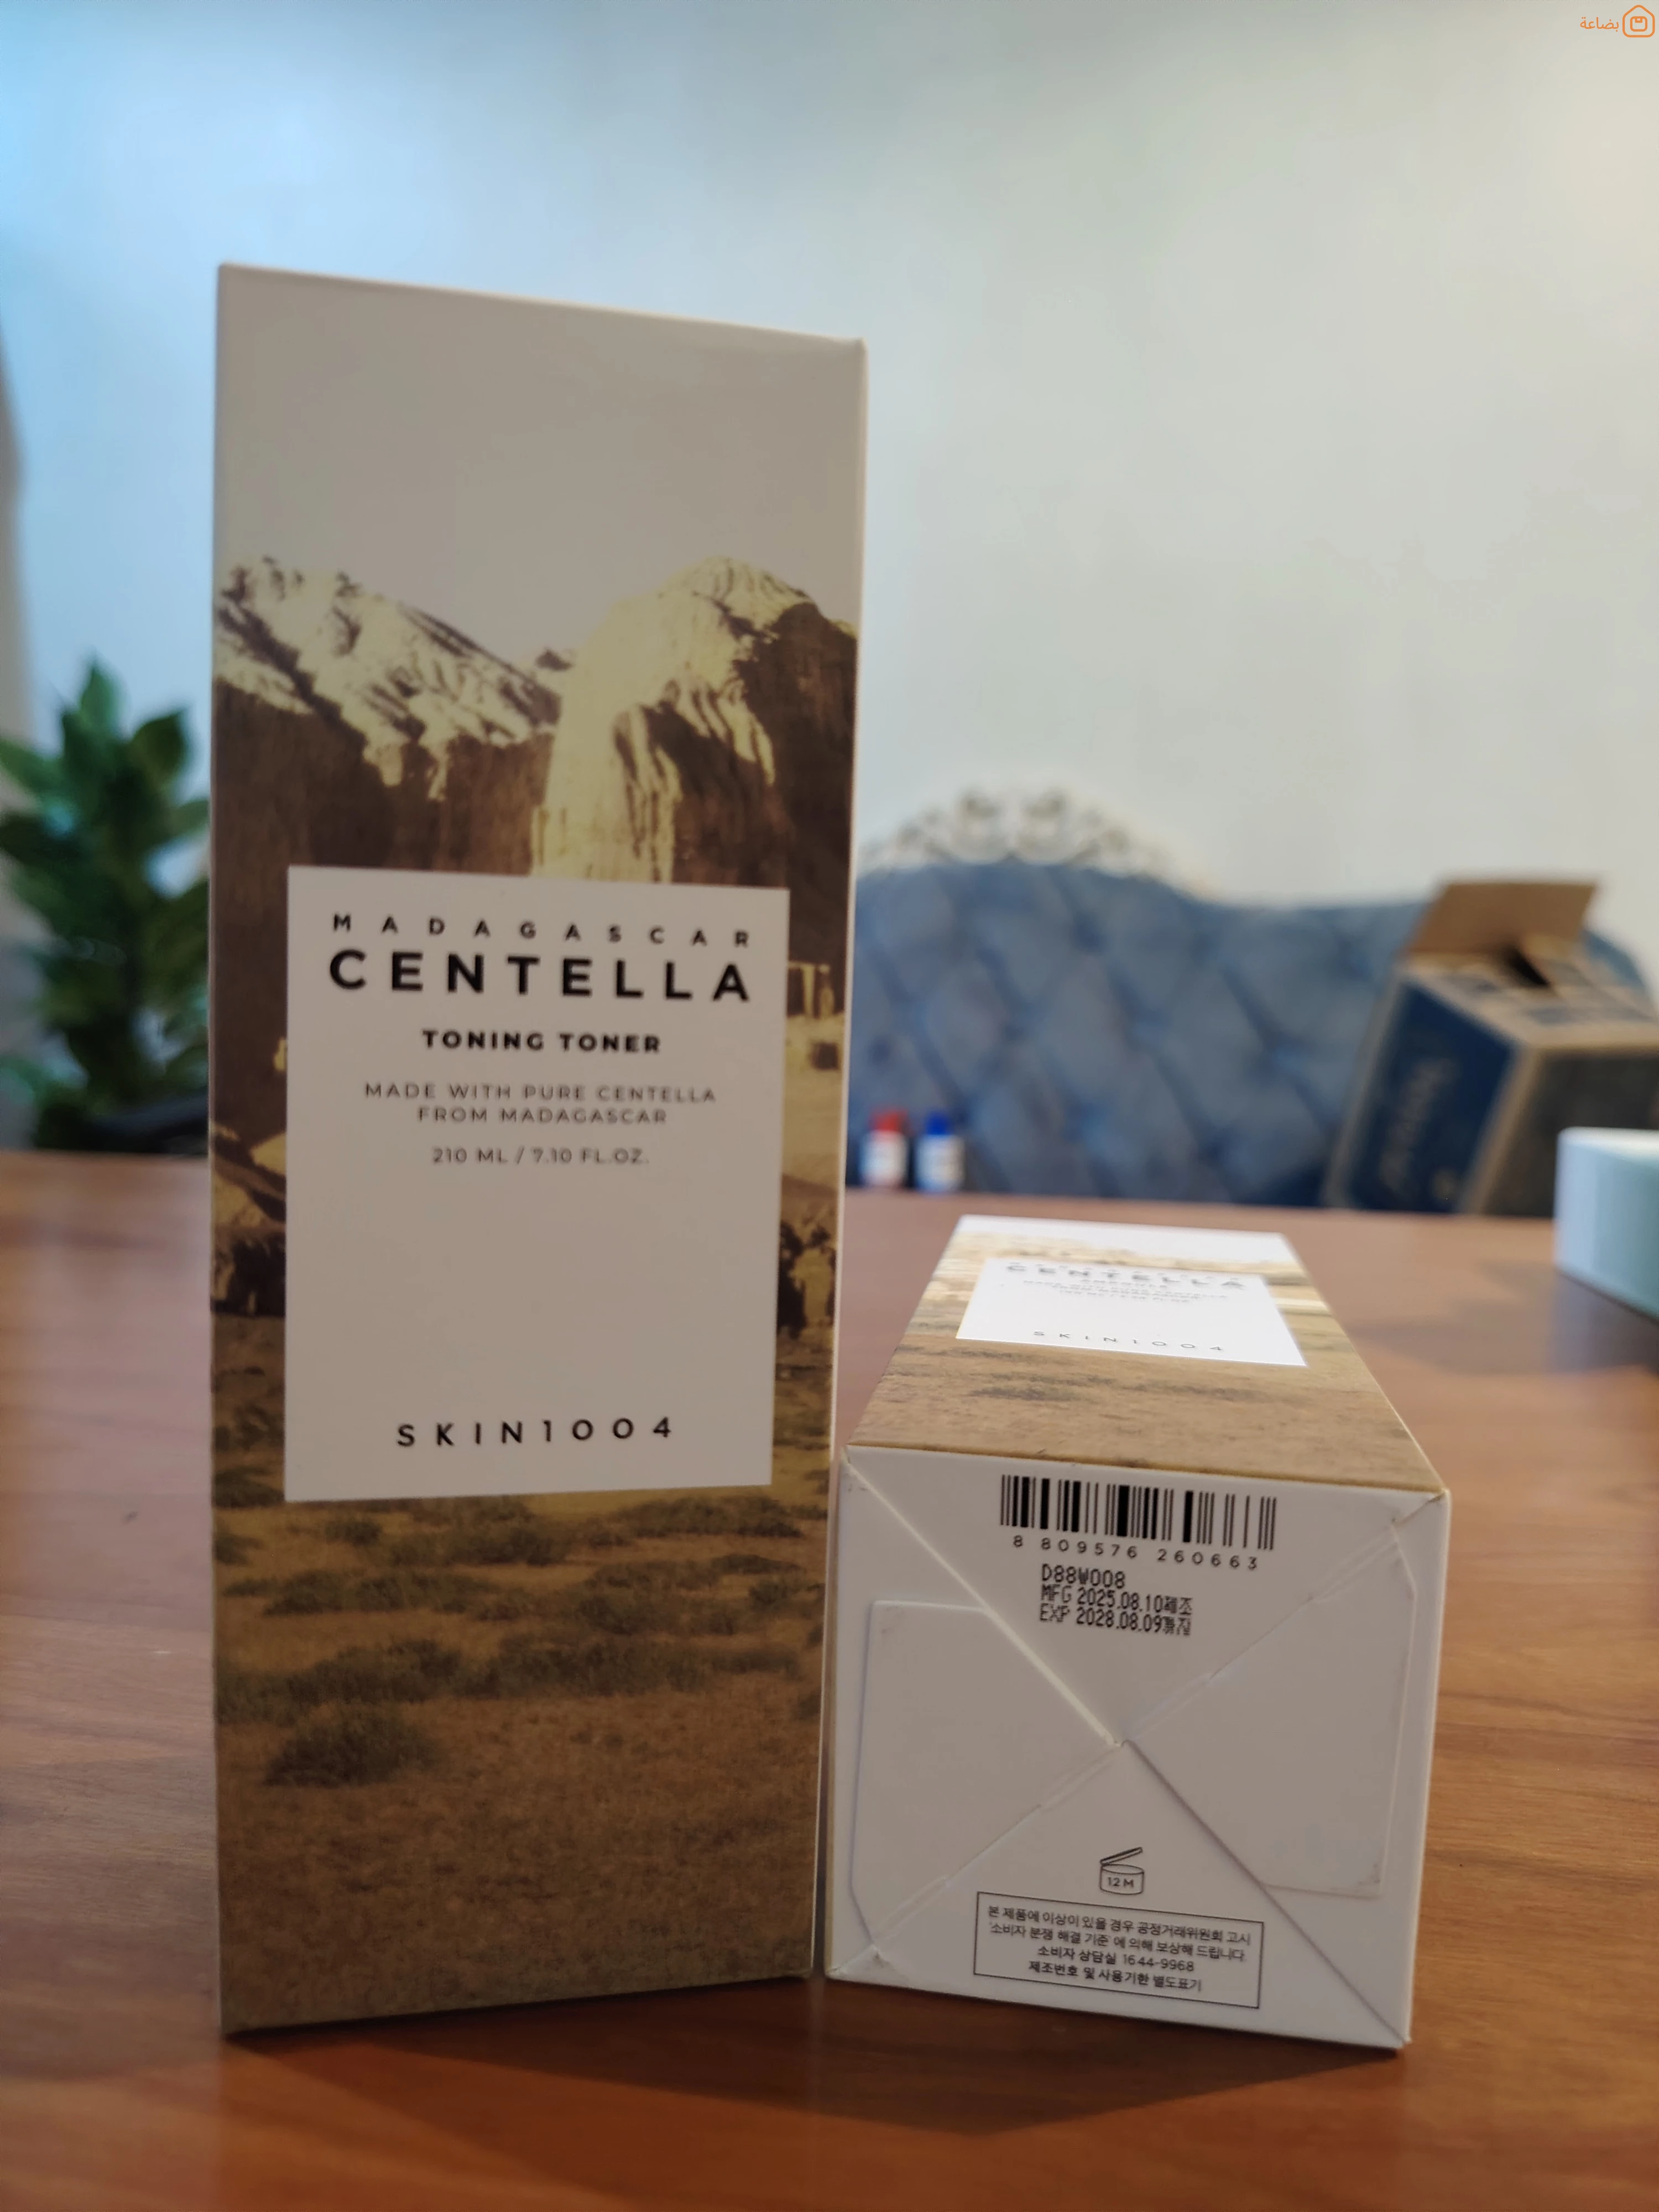 بضاعة
MADAGASCAR
CENTELLA
TONING TONER
MADE WITH PURE CENTELLA
FROM MADAGASCAR
210 ML / 7.10 FL.OZ.
SKIN1004
CENTELLA
SKIN1004
8 809576 260663
D88W008
MFG 2025.08.10제조
EXP 2028.08.09까지
12 M
본 제품에 이상이 있을 경우 공정거래위원회 고시
'소비자 분쟁 해결 기준'에 의해 보상해 드립니다.
소비자 상담실 1644-9968
제조번호 및 사용기한 별도표기